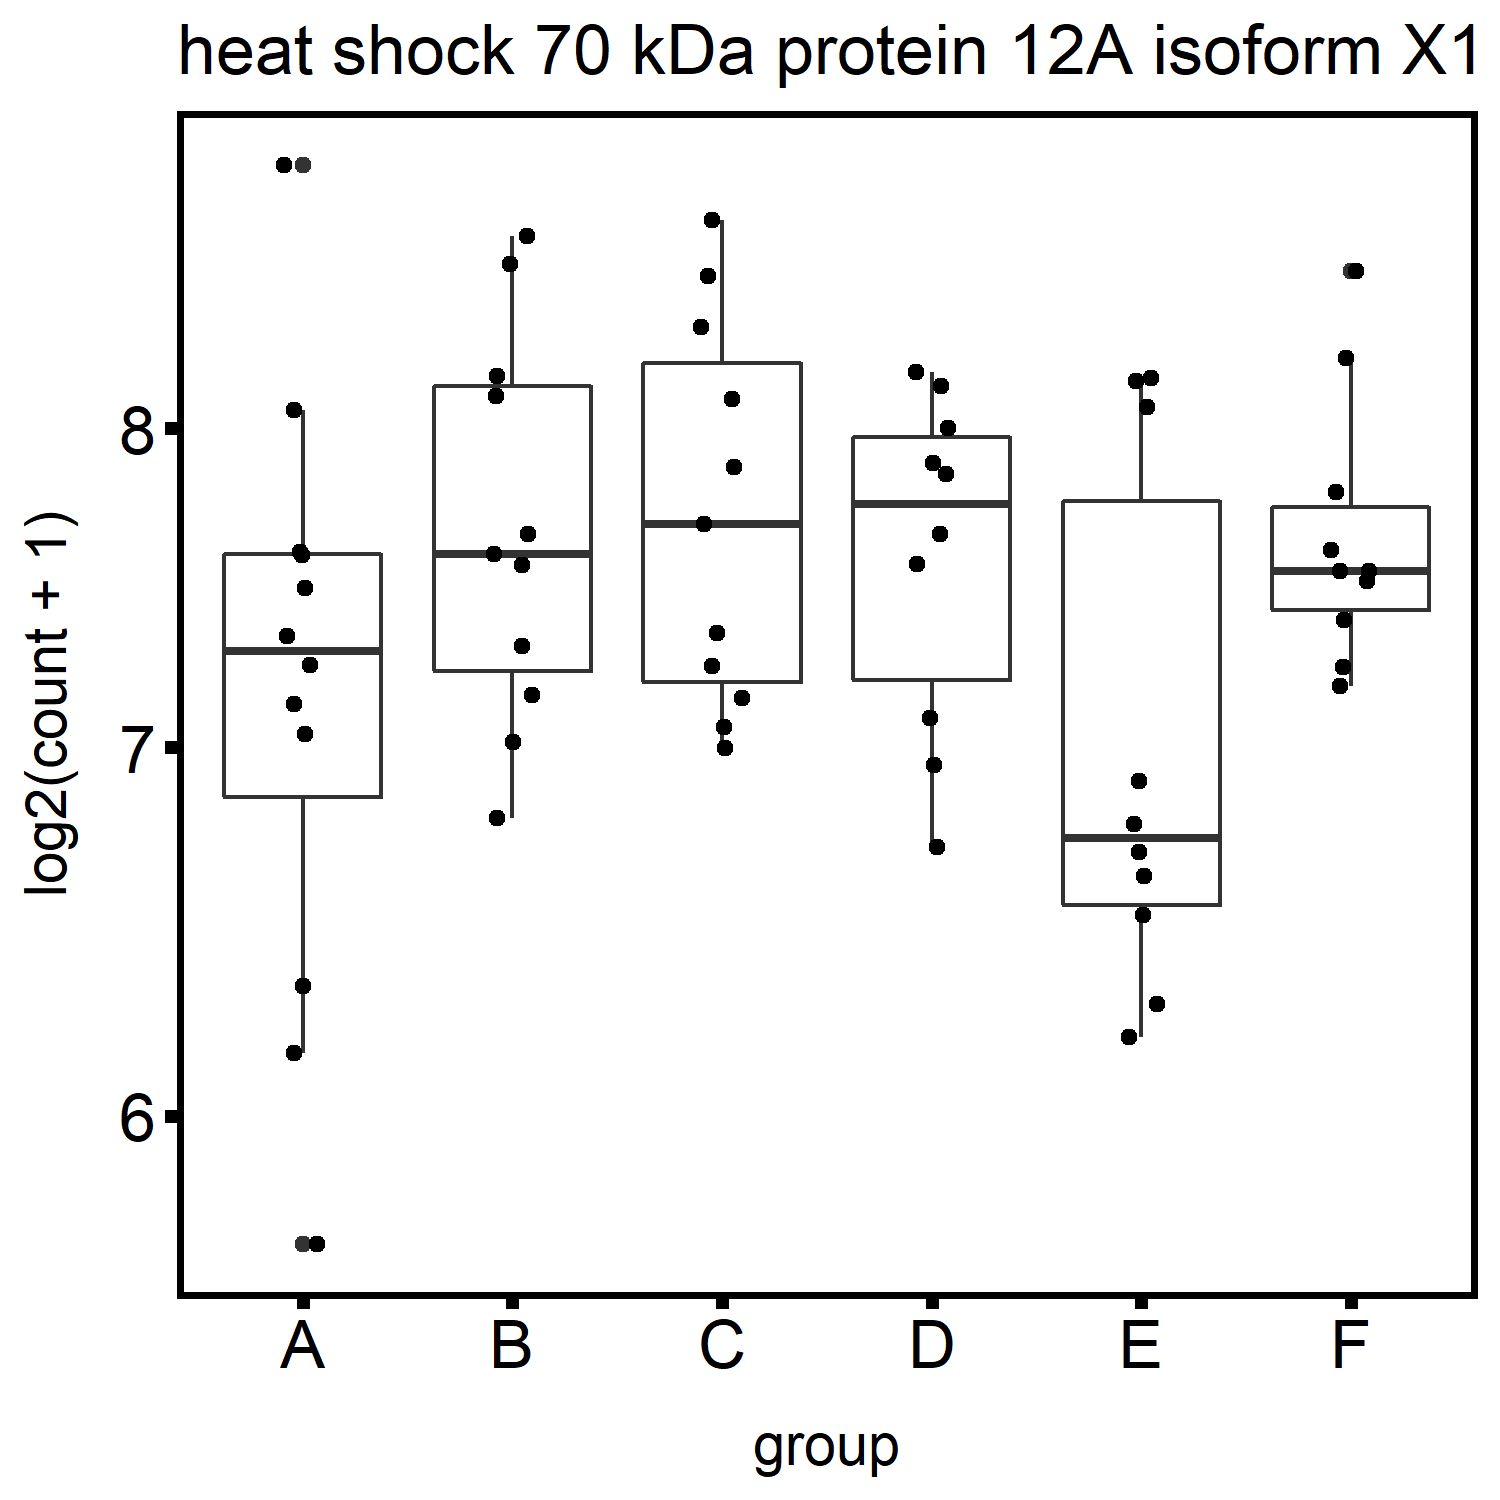 heat shock 70 kDa protein 12A isoform X1
log2(count + 1)
8
7
6
A B C D E F
group